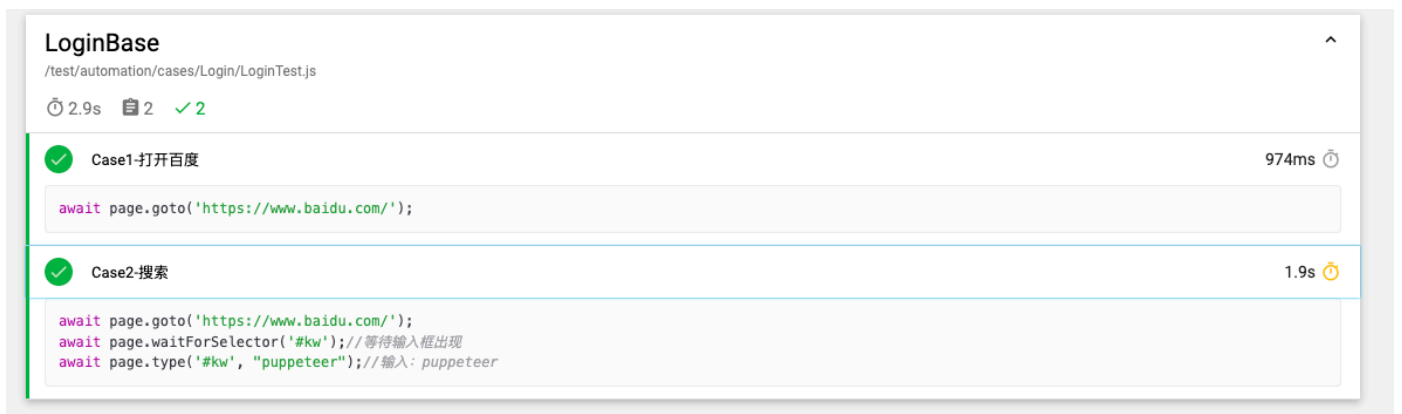 LoginBase
/test/automation/cases/Login/LoginTest.js
2.9s 2 2
Case1-打开百度 974ms
await page.goto('https://www.baidu.com/');
Case2-搜索 1.9s
await page.goto('https://www.baidu.com/');
await page.waitForSelector('#kw');//等待输入框出现
await page.type('#kw', "puppeteer");//输入：puppeteer